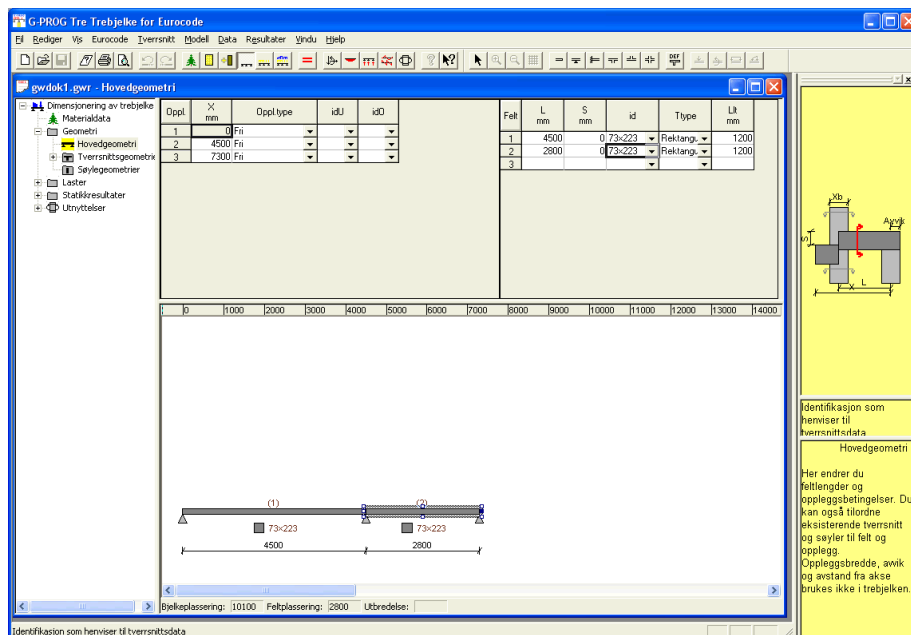 G-PROG Tre Trebjelke for Eurocode
Fil Rediger Vis Eurocode Tverrsnitt Modell Data Resultater Vindu Hjelp
DEF
gwdok1.gwr - Hovedgeometri
Dimensjonering av trebjelke
Materialdata
Geometri
Hovedgeometri
Tverrsnittsgeometrie
Søylegeometrier
Laster
Statikkresultater
Utnyttelser
Oppl. X mm Oppl.type idU idO
1 0 Fri
2 4500 Fri
3 7300 Fri
Felt L mm S mm id Ttype Llt mm
1 4500 0 73×223 Rektangu. 1200
2 2800 0 73×223 Rektangu. 1200
3
0 1000 2000 3000 4000 5000 6000 7000 8000 9000 10000 11000 12000 13000 14000
(1) (2)
73×223 73×223
4500 2800
Bjelkeplassering: 10100 Feltplassering: 2800 Utbredelse:
Xb
Avvik
S
L
X
Identifikasjon som
henviser til
tverrsnittsdata
Hovedgeometri
Her endrer du
feltlengder og
oppleggsbetingelser. Du
kan også tilordne
eksisterende tverrsnitt
og søyler til felt og
opplegg.
Oppleggsbredde, avvik
og avstand fra akse
brukes ikke i trebjelken.
Identifikasjon som henviser til tverrsnittsdata